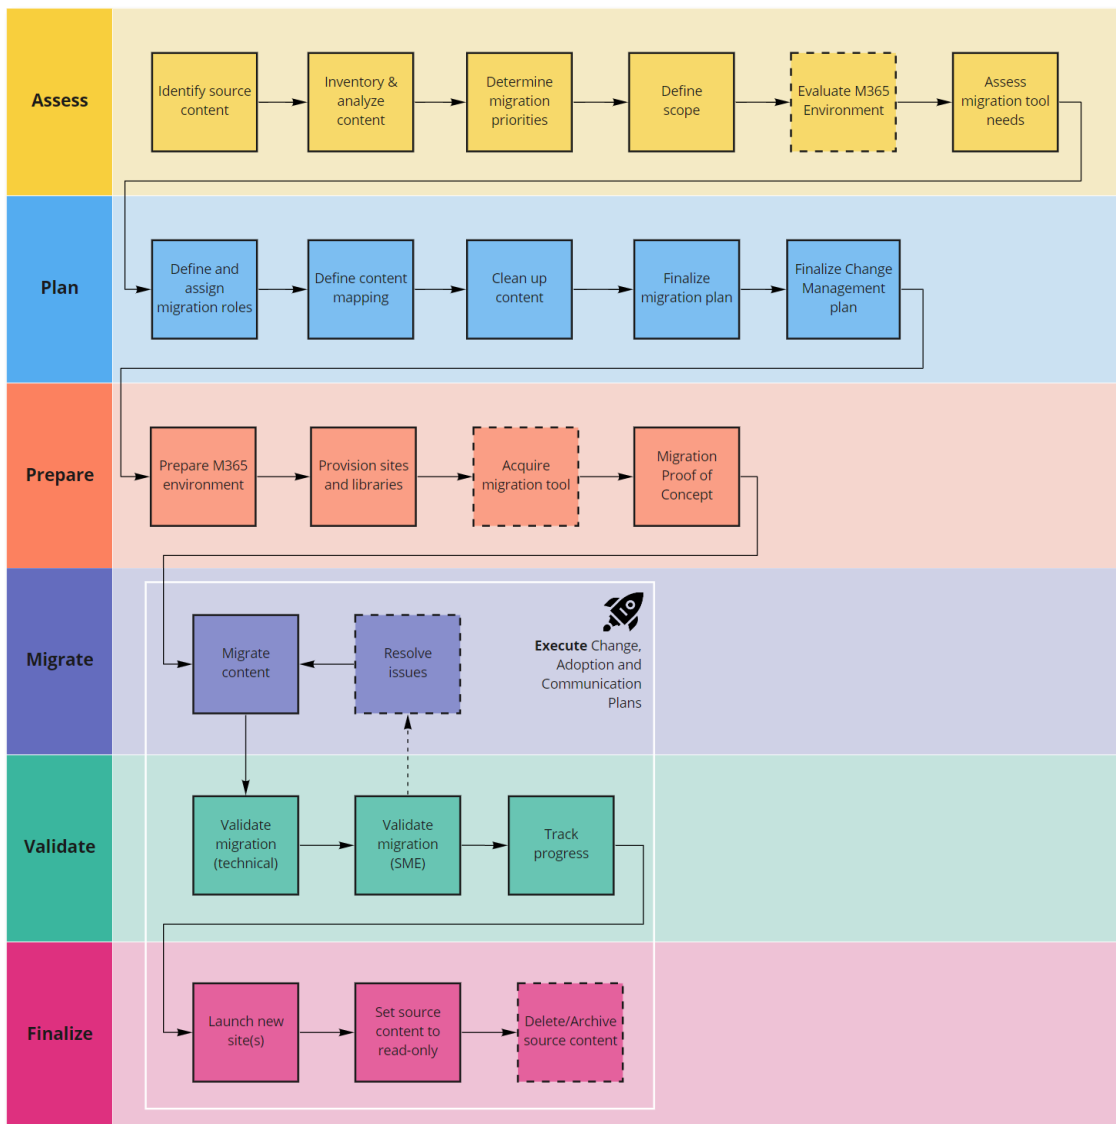 Assess
Identify source
content
Inventory &
analyze
content
Determine
migration
priorities
Define
scope
Evaluate M365
Environment
Assess
migration tool
needs
Plan
Define and
assign
migration roles
Define content
mapping
Clean up
content
Finalize
migration plan
Finalize Change
Management
plan
Prepare
Prepare M365
environment
Provision sites
and libraries
Acquire
migration tool
Migration
Proof of
Concept
Migrate
Migrate
content
Resolve
issues
Execute Change,
Adoption and
Communication
Plans
Validate
Validate
migration
(technical)
Validate
migration
(SME)
Track
progress
Finalize
Launch new
site(s)
Set source
content to
read-only
Delete/Archive
source content